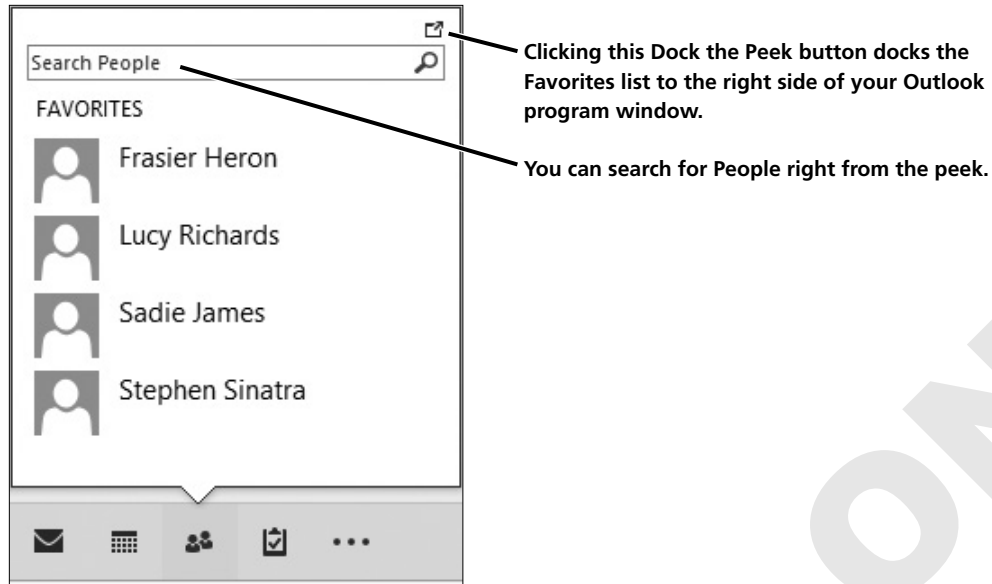 Search People
FAVORITES
Frasier Heron
Lucy Richards
Sadie James
Stephen Sinatra
Clicking this Dock the Peek button docks the
Favorites list to the right side of your Outlook
program window.
You can search for People right from the peek.